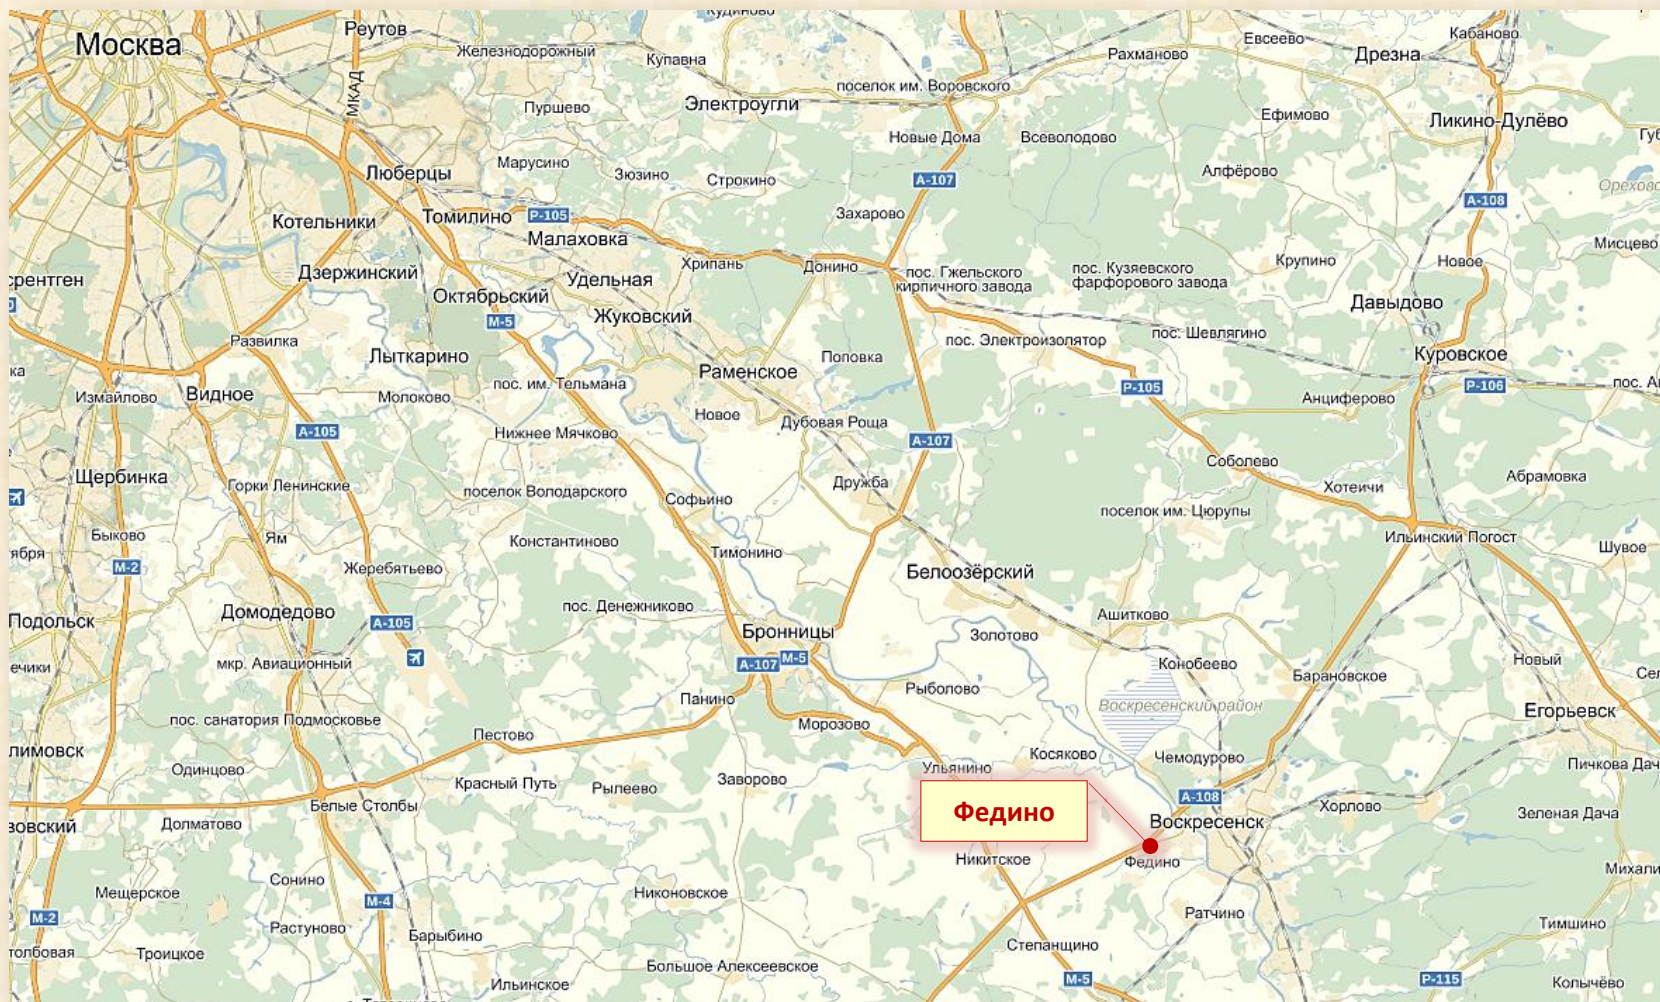 Кудиново
Москва
Реутов
Железнодорожный
Купавна
Рахманово
Евсеево
Дрезна
Кабаново
МКАД
Пуршево
Электроугли
поселок им. Воровского
Ефимово
Ликино-Дулёво
Новые Дома
Всеволодово
Люберцы
Марусино
Зюзино
Строкино
А-107
Алфёрово
А-108
Котельники
Томилино
Р-105
Малаховка
Захарово
Мисцево
Дзержинский
Удельная
Хрипань
Донино
пос. Гжельского
кирпичного завода
пос. Кузяевского
фарфорового завода
Крупино
Новое
Октябрьский
М-5
Жуковский
Давыдово
Развилка
Лыткарино
Поповка
пос. Электроизолятор
пос. Шевлягино
Куровское
Измайлово
Видное
Молоково
пос. им. Тельмана
Раменское
Р-105
Анциферово
Р-106
А-105
Нижнее Мячково
Новое
Дубовая Роща
А-107
Щербинка
Горки Ленинские
поселок Володарского
Софьино
Дружба
Соболево
Хотеичи
Абрамовка
Быково
Ям
Константиново
Тимонино
поселок им. Цюрупы
Ильинский Погост
Шувое
М-2
Жеребятьево
Белоозёрский
Подольск
Домодедово
А-105
пос. Денежниково
Бронницы
Золотово
Ашитково
мкр. Авиационный
А-107
М-5
Конобеево
Барановское
Новый
Панино
Рыболово
Воскресенский район
Егорьевск
пос. санатория Подмосковье
Пестово
Морозово
Косяково
Чемодурово
Одинцово
Красный Путь
Рылеево
Заворово
Ульянино
Пичкова Дач
Белые Столбы
Долматово
Федино
А-108
Воскресенск
Хорлово
Зеленая Дача
Никитское
Федино
Мещерское
Сонино
М-4
Никоновское
Михали
М-2
Растуново
Барыбино
Ратчино
Тимшино
Троицкое
Ильинское
Большое Алексеевское
Степанщино
М-5
Р-115
Колычёво